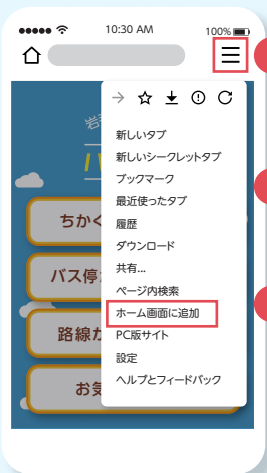 10:30 AM
100%
新しいタブ
新しいシークレットタブ
ブックマーク
最近使ったタブ
履歴
ダウンロード
共有...
ページ内検索
ホーム画面に追加
PC版サイト
設定
ヘルプとフィードバック
ちかく
バス停
路線
お気